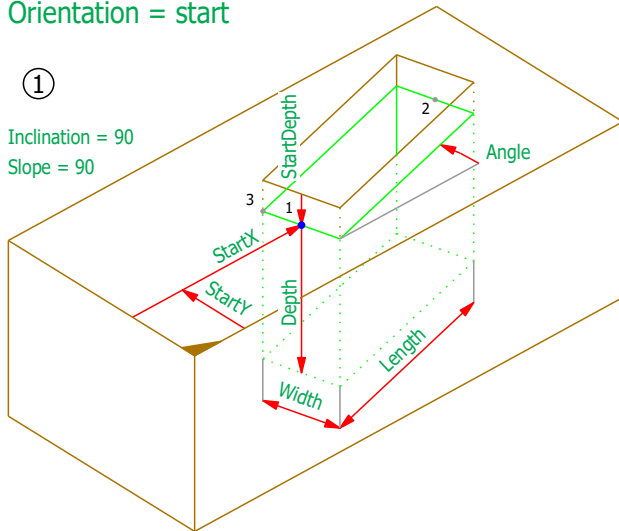 Orientation = start
①
Inclination = 90
Slope = 90
StartDepth
2
Angle
3
1
StartX
StartY
Depth
Length
Width